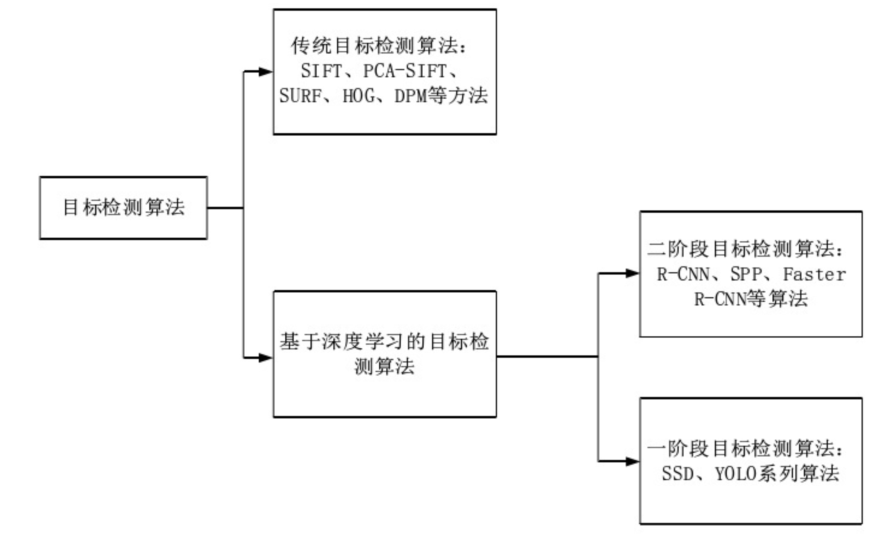 传统目标检测算法：
SIFT、PCA-SIFT、
SURF、HOG、DPM等方法
目标检测算法
基于深度学习的目标检
测算法
二阶段目标检测算法：
R-CNN、SPP、Faster
R-CNN等算法
一阶段目标检测算法：
SSD、YOLO系列算法